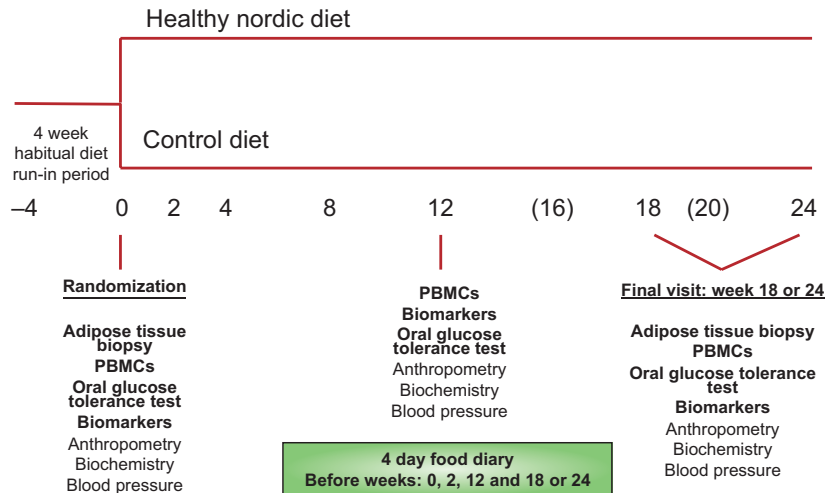 Healthy nordic diet
4 week
habitual diet
run-in period
Control diet
–4 0 2 4 8 12 (16) 18 (20) 24
Randomization
Adipose tissue
biopsy
PBMCs
Oral glucose
tolerance test
Biomarkers
Anthropometry
Biochemistry
Blood pressure
PBMCs
Biomarkers
Oral glucose
tolerance test
Anthropometry
Biochemistry
Blood pressure
Final visit: week 18 or 24
Adipose tissue biopsy
PBMCs
Oral glucose tolerance
test
Biomarkers
Anthropometry
Biochemistry
Blood pressure
4 day food diary
Before weeks: 0, 2, 12 and 18 or 24